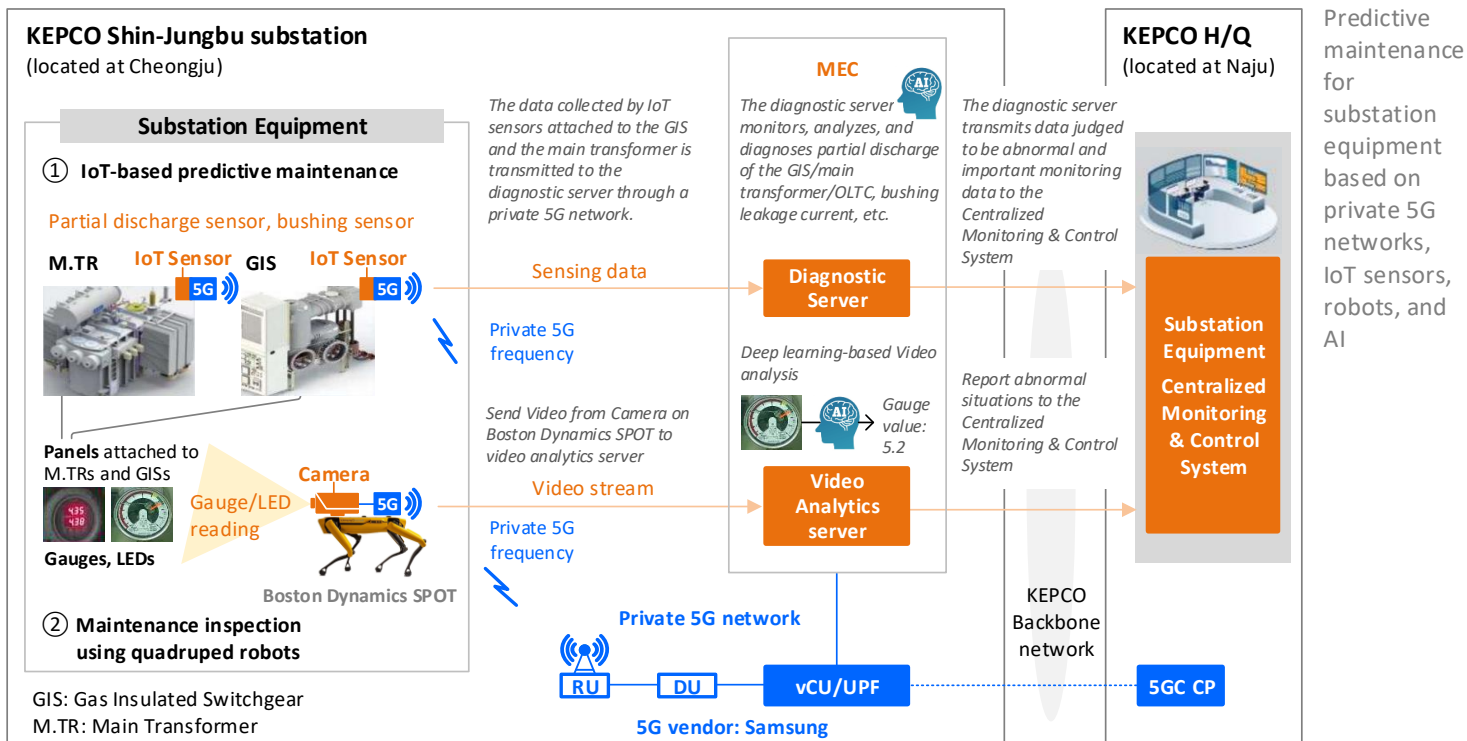 KEPCO Shin-Jungbu substation
(located at Cheongju)
Substation Equipment
① IoT-based predictive maintenance
Partial discharge sensor, bushing sensor
M.TR
IoT Sensor
GIS
IoT Sensor
5G
5G
Panels attached to
M.TRs and GISs
435
438
Gauges, LEDs
Gauge/LED
reading
Camera
5G
Boston Dynamics SPOT
② Maintenance inspection
using quadruped robots
GIS: Gas Insulated Switchgear
M.TR: Main Transformer
The data collected by IoT
sensors attached to the GIS
and the main transformer is
transmitted to the
diagnostic server through a
private 5G network.
Sensing data
Private 5G
frequency
Send Video from Camera on
Boston Dynamics SPOT to
video analytics server
Video stream
Private 5G
frequency
MEC
AI
The diagnostic server
monitors, analyzes, and
diagnoses partial discharge
of the GIS/main
transformer/OLTC, bushing
leakage current, etc.
Diagnostic
Server
Deep learning-based Video
analysis
AI
Gauge
value:
5.2
Video
Analytics
server
Private 5G network
RU
DU
vCU/UPF
5G vendor: Samsung
The diagnostic server
transmits data judged
to be abnormal and
important monitoring
data to the
Centralized
Monitoring & Control
System
Report abnormal
situations to the
Centralized
Monitoring & Control
System
KEPCO
Backbone
network
KEPCO H/Q
(located at Naju)
Substation
Equipment
Centralized
Monitoring
& Control
System
5GC CP
Predictive
maintenance
for
substation
equipment
based on
private 5G
networks,
IoT sensors,
robots, and
AI